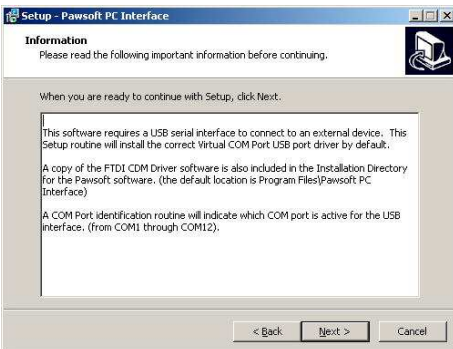 Setup - Pawsoft PC Interface
Information
Please read the following important information before continuing.
When you are ready to continue with Setup, click Next.
This software requires a USB serial interface to connect to an external device. This
Setup routine will install the correct Virtual COM Port USB port driver by default.
A copy of the FTDI CDM Driver software is also included in the Installation Directory
for the Pawsoft software. (the default location is Program Files\Pawsoft PC
Interface)
A COM Port identification routine will indicate which COM port is active for the USB
interface. (from COM1 through COM12).
< Back Next > Cancel